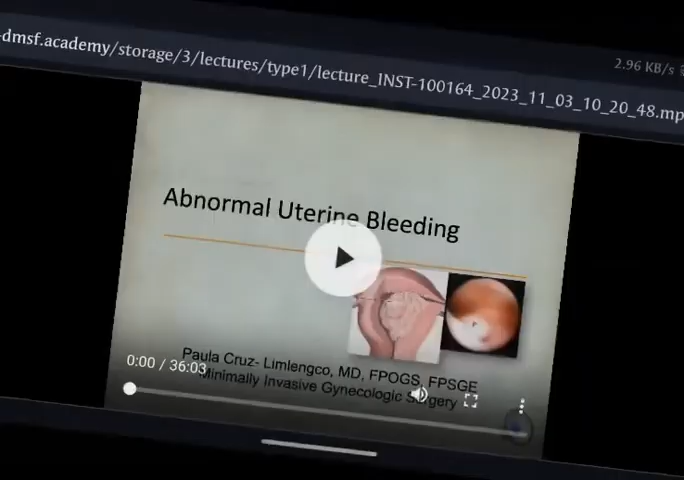 -dmsf.academy/storage/3/lectures/type1/lecture_INST-100164_2023_11_03_10_20_48.mp
2.96 KB/s
Abnormal Uterine Bleeding
Paula Cruz- Limlengco, MD, FPOGS, FPSGE
Minimally Invasive Gynecologic Surgery
0:00 / 36:03